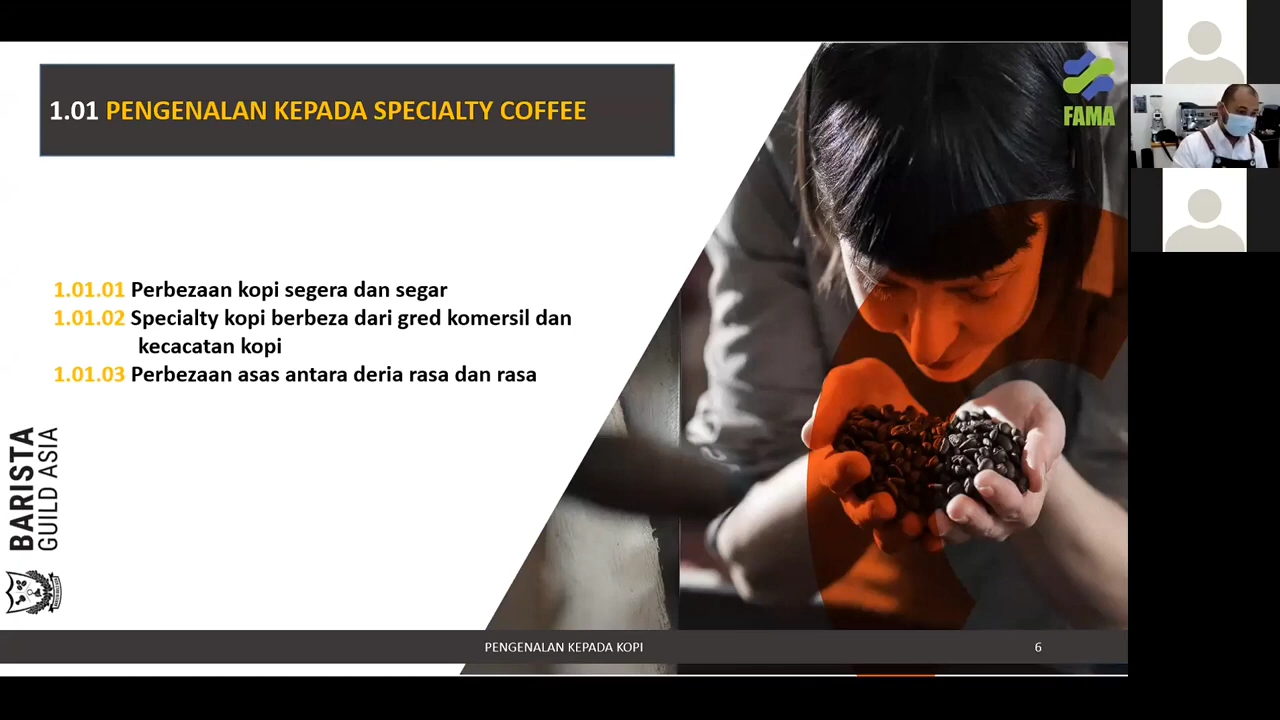 1.01 PENGENALAN KEPADA SPECIALTY COFFEE
FAMA
1.01.01 Perbezaan kopi segera dan segar
1.01.02 Specialty kopi berbeza dari gred komersil dan
kecacatan kopi
1.01.03 Perbezaan asas antara deria rasa dan rasa
BARISTA
GUILD ASIA
PENGENALAN KEPADA KOPI
6